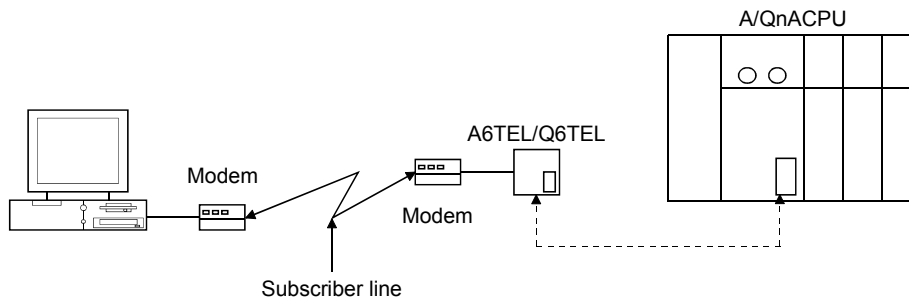 A/QnACPU
A6TEL/Q6TEL
Modem
Modem
Subscriber line